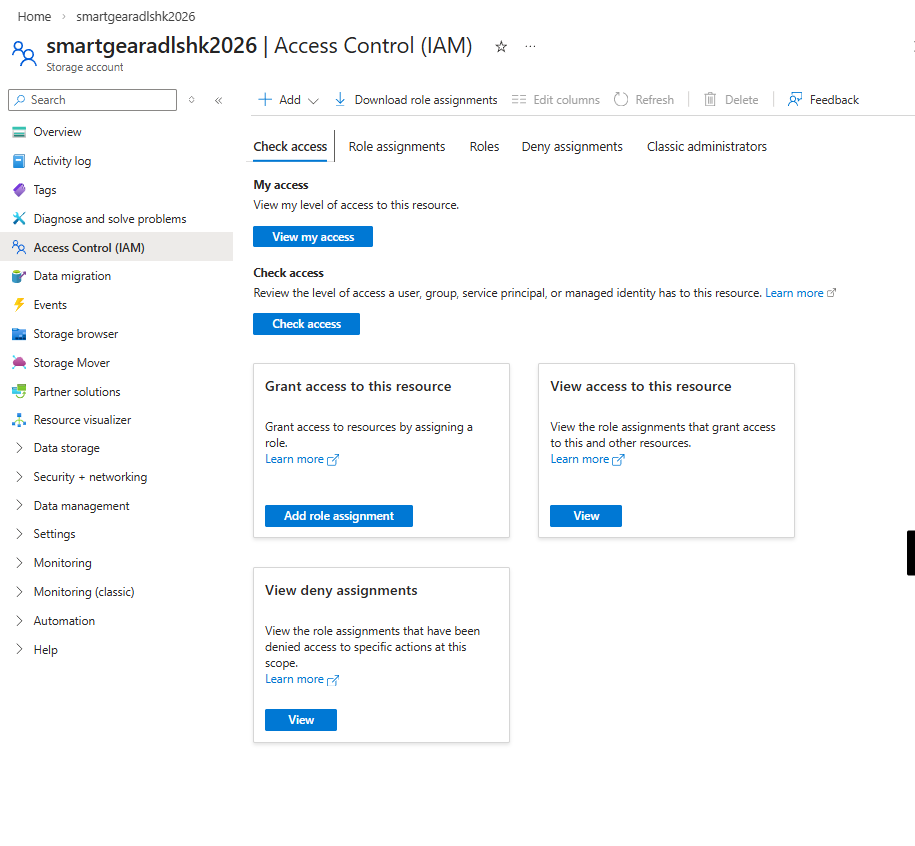 Home > smartgearadlshk2026
smartgearadlshk2026 | Access Control (IAM) ☆ ...
Storage account
Search
Add
Download role assignments
Edit columns
Refresh
Delete
Feedback
Overview
Activity log
Tags
Diagnose and solve problems
Access Control (IAM)
Data migration
Events
Storage browser
Storage Mover
Partner solutions
Resource visualizer
Data storage
Security + networking
Data management
Settings
Monitoring
Monitoring (classic)
Automation
Help
Check access
Role assignments
Roles
Deny assignments
Classic administrators
My access
View my level of access to this resource.
View my access
Check access
Review the level of access a user, group, service principal, or managed identity has to this resource. Learn more
Check access
Grant access to this resource
Grant access to resources by assigning a
role.
Learn more
Add role assignment
View access to this resource
View the role assignments that grant access
to this and other resources.
Learn more
View
View deny assignments
View the role assignments that have been
denied access to specific actions at this
scope.
Learn more
View